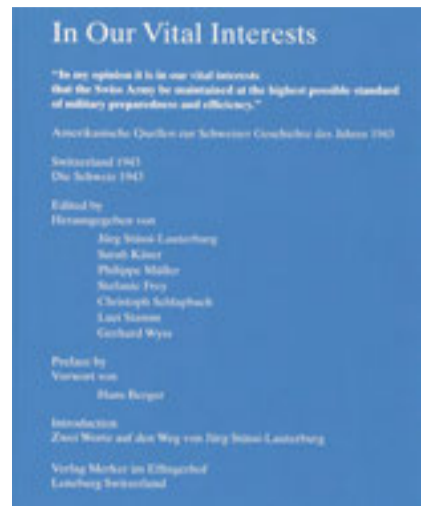 In Our Vital Interests
"In my opinion it is in our vital interests
that the Swiss Army be maintained at the highest possible standard
of military preparedness and efficiency."
Amerikanische Quellen zur Schweizer Geschichte des Jahres 1943
Switzerland 1943
Die Schweiz 1943
Edited by
Herausgegeben von
Jürg Stüssi-Lauterburg
Sarah
Philippe Müller
Stefanie Frey
Christoph Schlapbach
Luzi Stamm
Gerhard Wyss
Preface by
Vorwort von
Hans Berger
Introduction
Zwei Worte auf den Weg von Jürg Stüssi-Lauterburg
Verlag Merker im Effingerhof
Lenzburg Switzerland